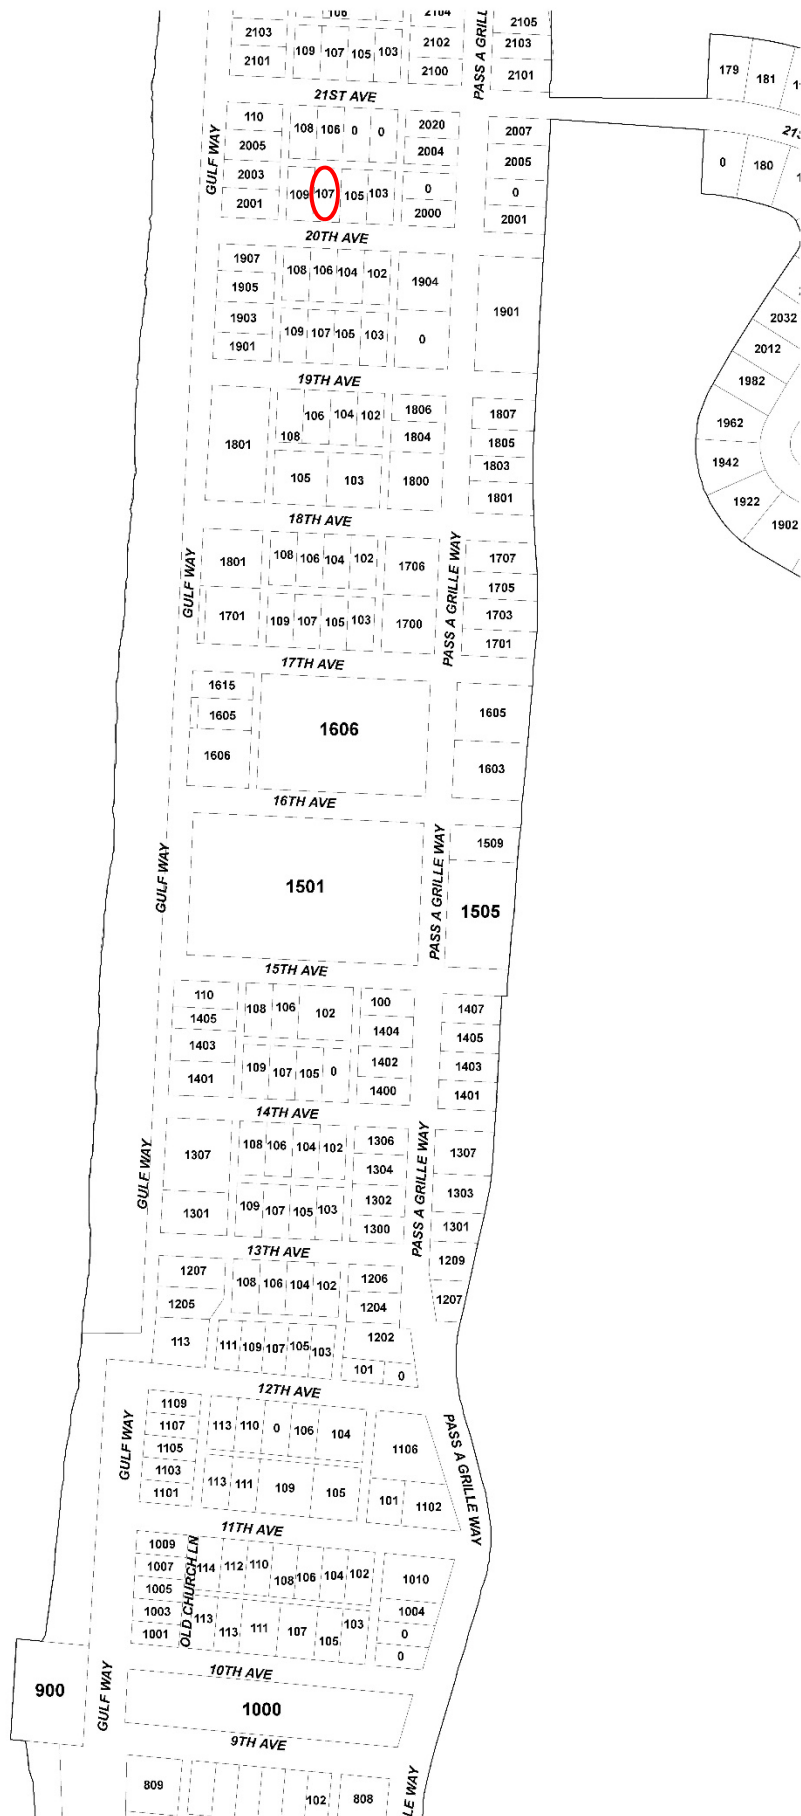 106 2104 2105
2103 109 107 105 103 2102 PASS A GRILL 2103
2101 2100 2101 179 181
21ST AVE
110 108 106 0 0 2020 2007
2005 2004 2005
GULF WAY
2003 109 107 105 103 0 0 0 180
2001 2000 2001
20TH AVE
1907 108 106 104 102 1904 1901
1905
1903 109 107 105 103 0
1901
2032
2012
1982
1962
1942
1922
1902
19TH AVE
106 104 102 1806 1807
1801 108 1804 1805
105 103 1800 1803
1801
18TH AVE
GULF WAY
1801 108 106 104 102 1706 PASS A GRILLE WAY 1707
1705
1701 109 107 105 103 1700 1703
1701
17TH AVE
1615
1605 1606 1605
1606 1603
16TH AVE
GULF WAY 1501 PASS A GRILLE WAY 1509
1505
15TH AVE
110 108 106 102 100 1407
1405 1404 1405
1403 109 107 105 0 1402 1403
1401 1400 1401
14TH AVE
GULF WAY
1307 108 106 104 102 1306 PASS A GRILLE WAY 1307
1304
1301 109 107 105 103 1302 1303
1300 1301
13TH AVE
1207 108 106 104 102 1206 1209
1205 1204 1207
113 111 109 107 105 103 1202
101 0
12TH AVE
GULF WAY
1109 113 110 0 106 104 1106 PASS A GRILLE WAY
1107
1105
1103 113 111 109 105 101 1102
1101
11TH AVE
1009 OLD CHURCH LN
1007 114 112 110 108 106 104 102 1010
1005
1003 113 113 111 107 105 103 1004
1001 0
0
10TH AVE
900 GULF WAY 1000
9TH AVE
809 102 808
LE WAY